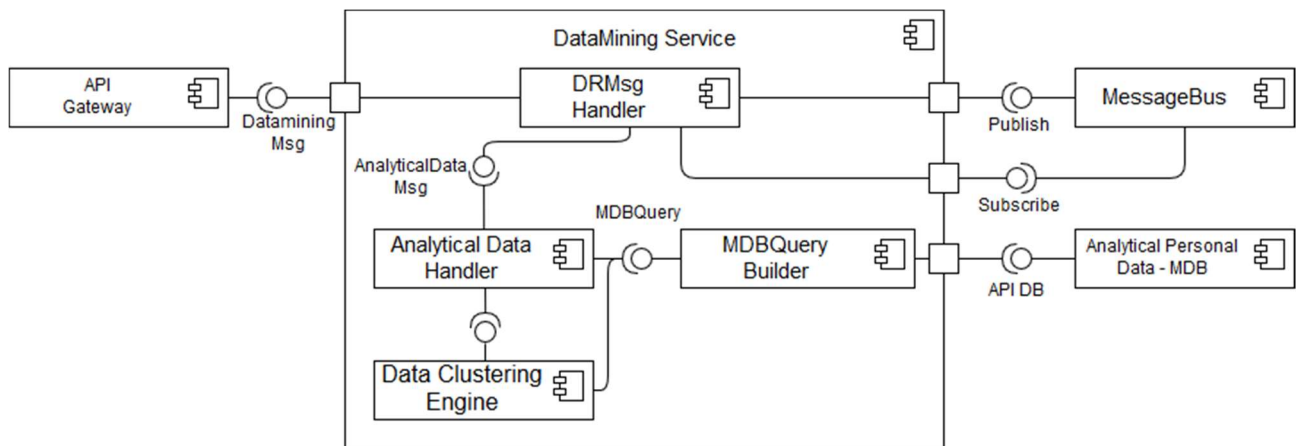 DataMining Service
API
Gateway
Datamining
Msg
DRMsg
Handler
Publish
MessageBus
AnalyticalData
Msg
Subscribe
MDBQuery
Analytical Data
Handler
MDBQuery
Builder
API DB
Analytical Personal
Data - MDB
Data Clustering
Engine